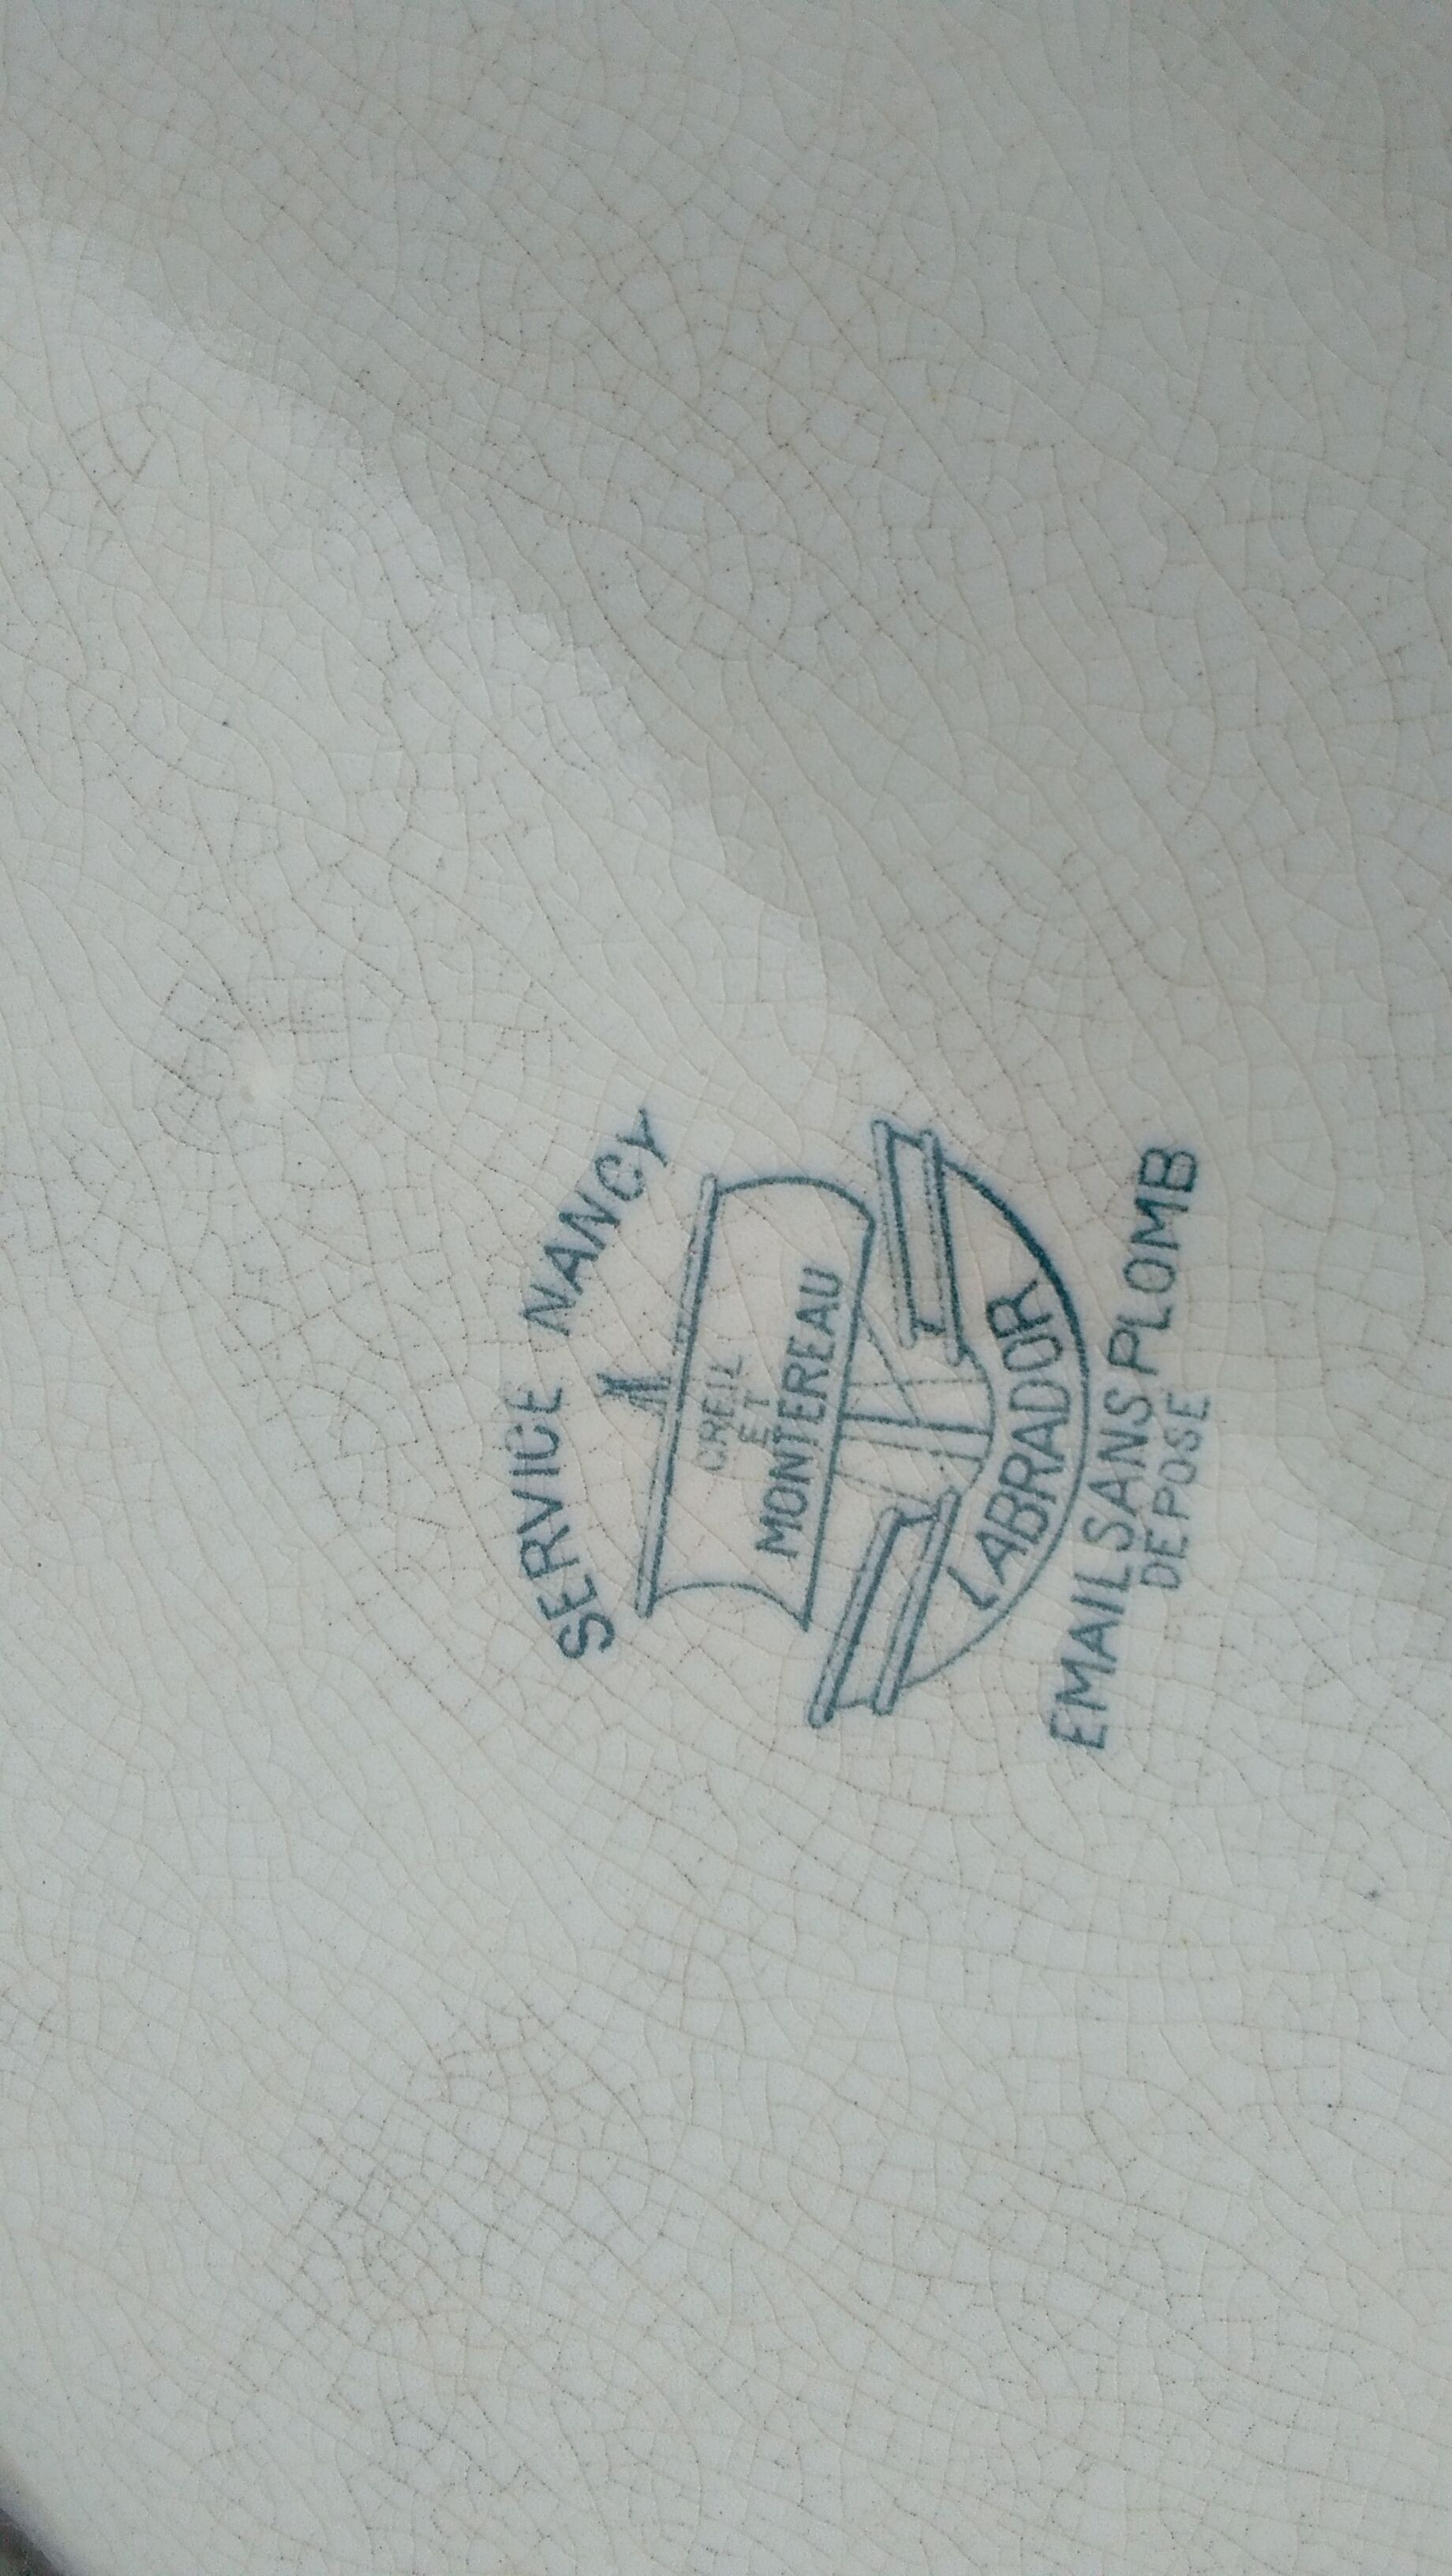 SERVICE NANCY
CREIL
ET
MONTEREAU
LABRADOR
EMAIL SANS PLOMB
DEPOSE